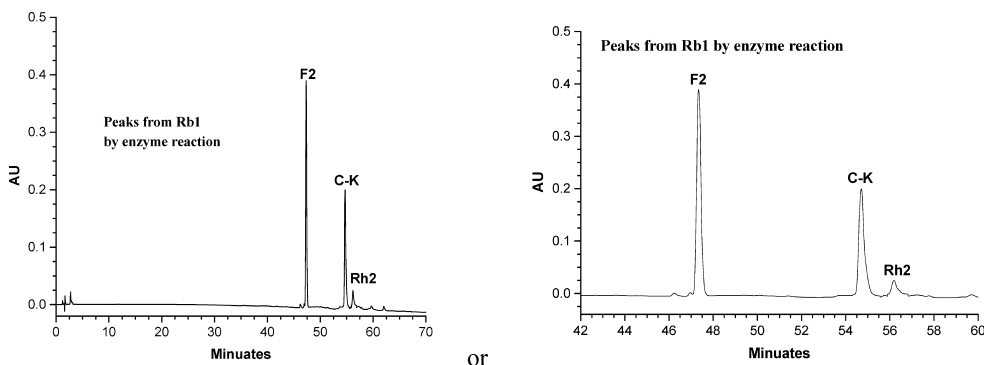 0.5
0.4
0.3
0.2
0.1
0.0
AU
F2
Peaks from Rb1
by enzyme reaction
C-K
Rh2
0 10 20 30 40 50 60 70
Minuates
or
0.5
0.4
0.3
0.2
0.1
0.0
AU
Peaks from Rb1 by enzyme reaction
F2
C-K
Rh2
42 44 46 48 50 52 54 56 58 60
Minuates